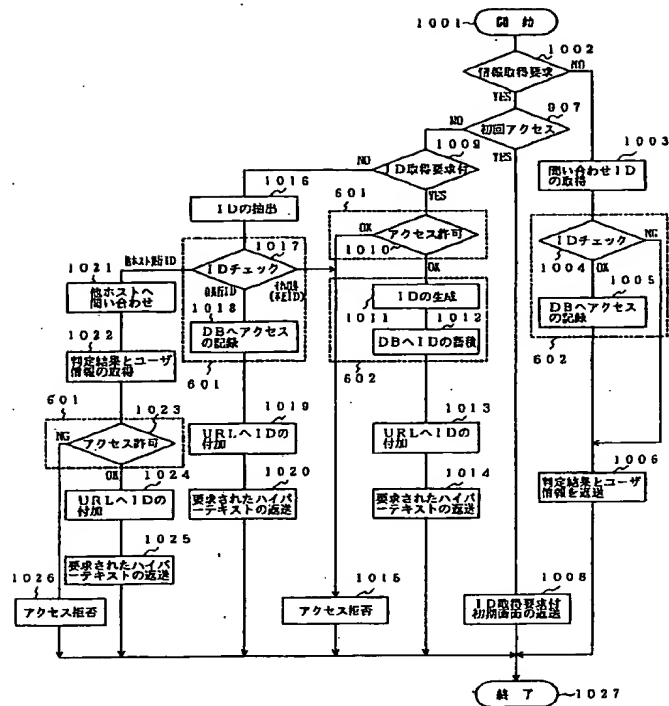 1001
開始
1002
情報取得要求
NO
YES
907
初回アクセス
NO
YES
1009
ID取得要求付
NO
YES
1003
問い合わせID
の取得
1016
IDの抽出
601
OK
アクセス許可
1010
OK
IDチェック
NG
1004
OK
1005
DBへアクセス
の記録
602
1017
IDチェック
他ホスト発行ID
1018
DBへアクセス
の記録
601
1021
他ホストへ
問い合わせ
1022
判定結果とユーザ
情報の取得
IDの生成
1011
1012
DBへIDの蓄積
602
601
1023
NG
アクセス許可
OK
1019
URLへIDの
付加
1013
URLへIDの
付加
1024
URLへIDの
付加
1020
要求されたハイパ
ーテキストの返送
1014
要求されたハイパ
ーテキストの返送
1006
判定結果とユーザ
情報を返送
1025
要求されたハイパ
ーテキストの返送
1026
アクセス拒否
1015
アクセス拒否
1008
ID取得要求付
初期画面の返送
終了
1027